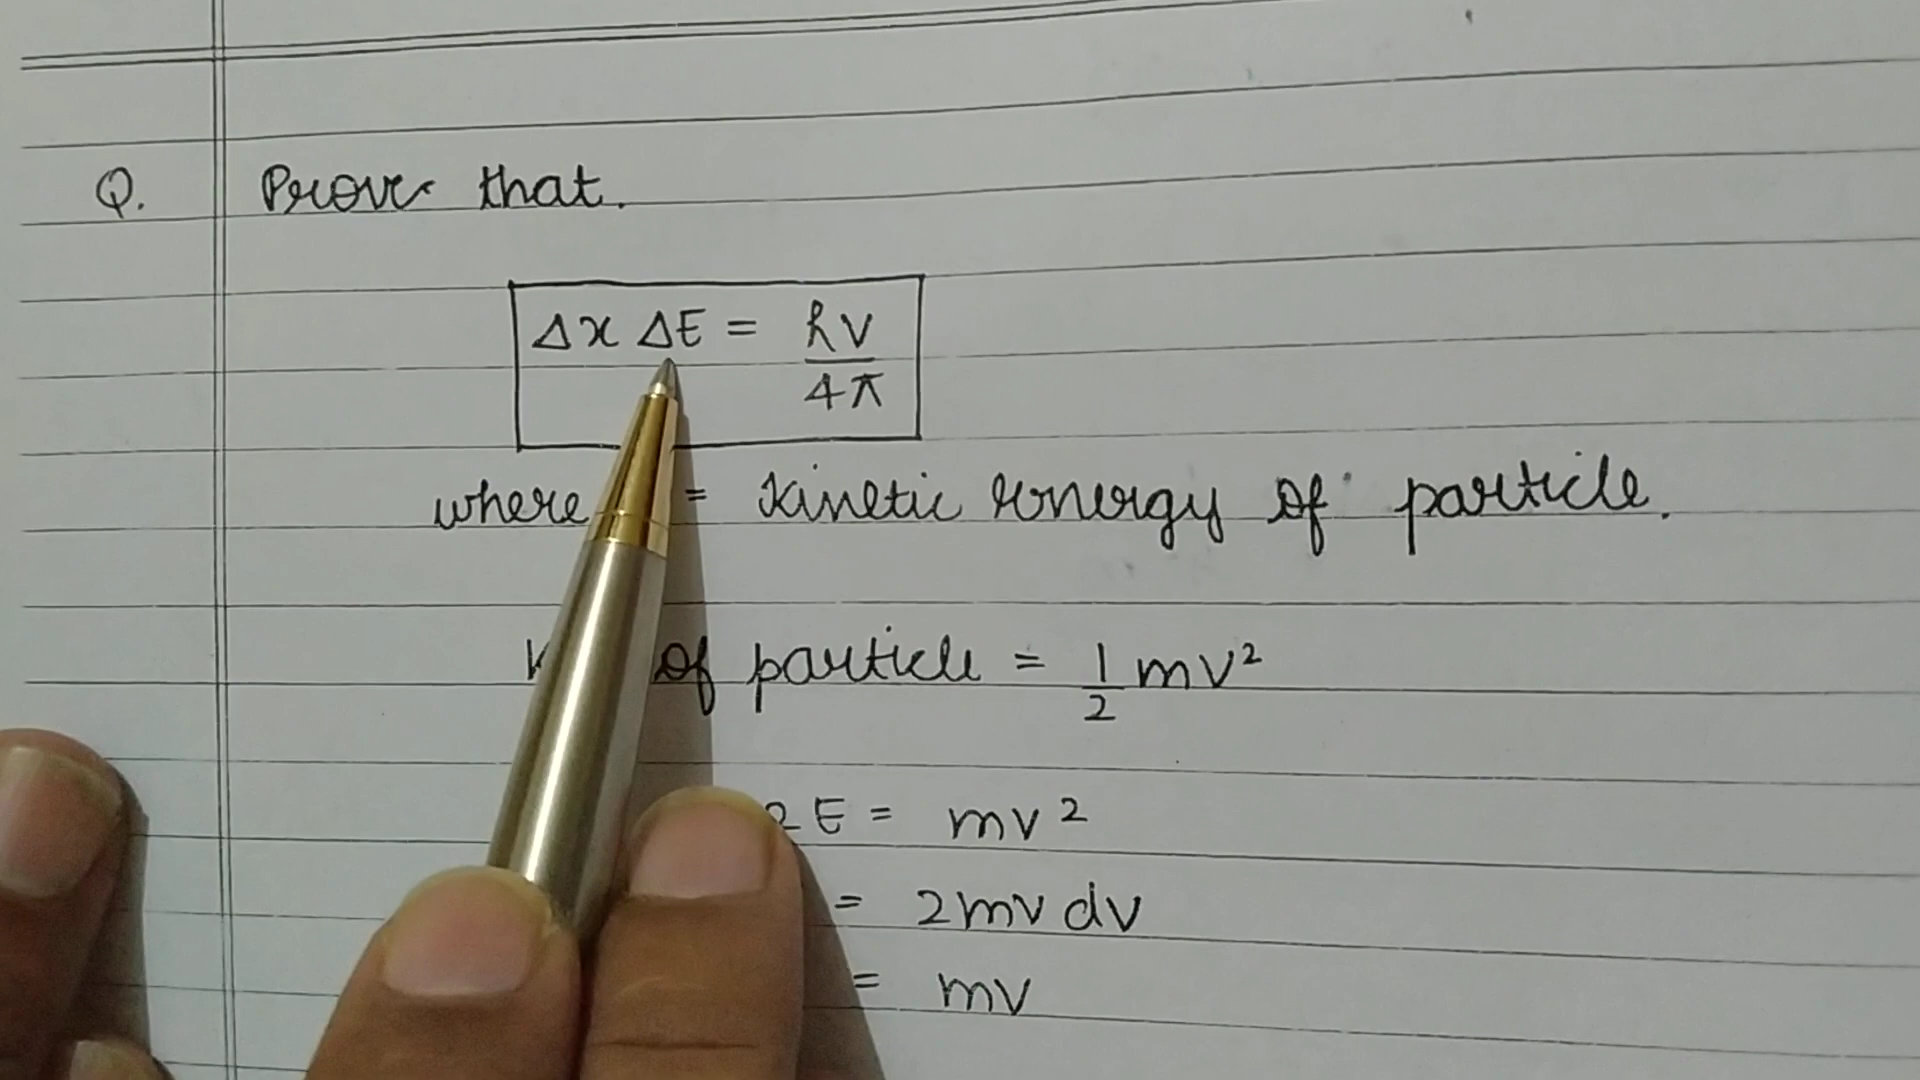 Q. Prove that.
Δx ΔE = hv
4π
where = Kinetic energy of particle.
of particle = 1/2 mv²
2E = mv²
= 2mv dv
= mv